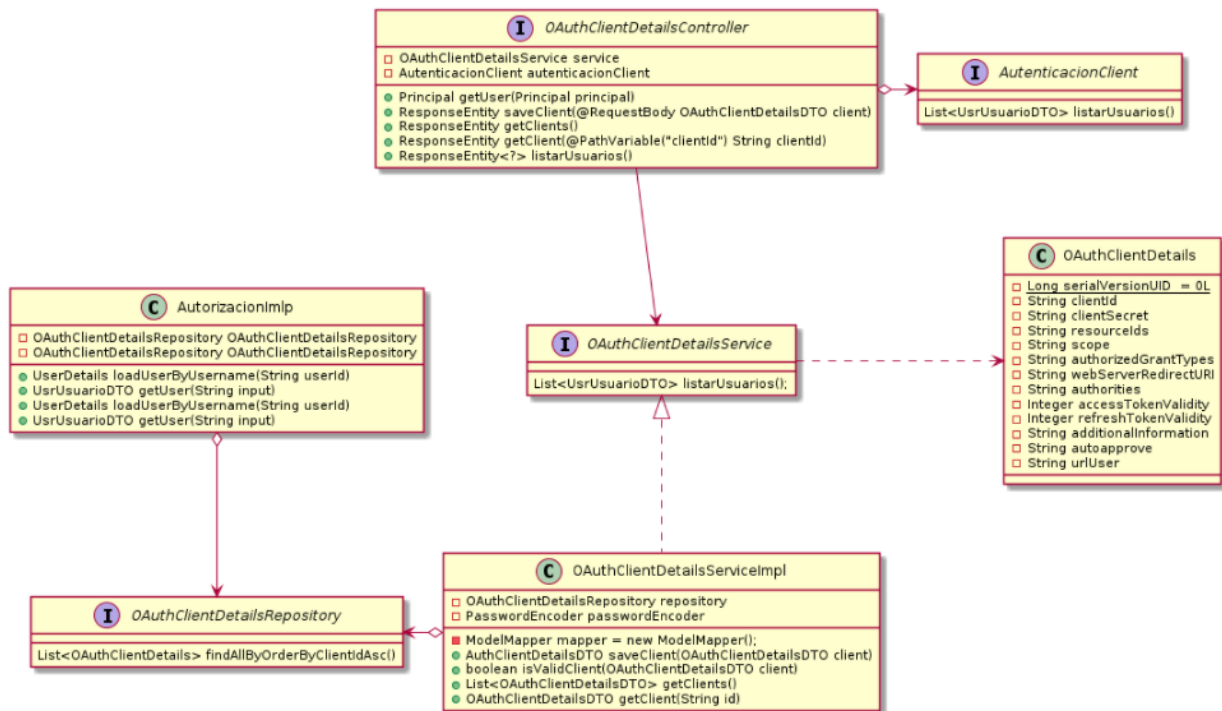 I OAuthClientDetailsController
OAuthClientDetailsService service
AutenticacionClient autenticacionClient
Principal getUser(Principal principal)
ResponseEntity saveClient(@RequestBody OAuthClientDetailsDTO client)
ResponseEntity getClients()
ResponseEntity getClient(@PathVariable("clientId") String clientId)
ResponseEntity<?> listarUsuarios()
I AutenticacionClient
List<UsrUsuarioDTO> listarUsuarios()
C OAuthClientDetails
Long serialVersionUID = 0L
String clientId
String clientSecret
String resourceIds
String scope
String authorizedGrantTypes
String webServerRedirectURI
String authorities
Integer accessTokenValidity
Integer refreshTokenValidity
String additionalInformation
String autoapprove
String urlUser
C AutorizacionImlp
OAuthClientDetailsRepository OAuthClientDetailsRepository
OAuthClientDetailsRepository OAuthClientDetailsRepository
UserDetails loadUserByUsername(String userId)
UsrUsuarioDTO getUser(String input)
UserDetails loadUserByUsername(String userId)
UsrUsuarioDTO getUser(String input)
I OAuthClientDetailsService
List<UsrUsuarioDTO> listarUsuarios();
C OAuthClientDetailsServiceImpl
OAuthClientDetailsRepository repository
PasswordEncoder passwordEncoder
ModelMapper mapper = new ModelMapper();
AuthClientDetailsDTO saveClient(OAuthClientDetailsDTO client)
boolean isValidClient(OAuthClientDetailsDTO client)
List<OAuthClientDetailsDTO> getClients()
OAuthClientDetailsDTO getClient(String id)
I OAuthClientDetailsRepository
List<OAuthClientDetails> findAllByOrderByClientIdAsc()